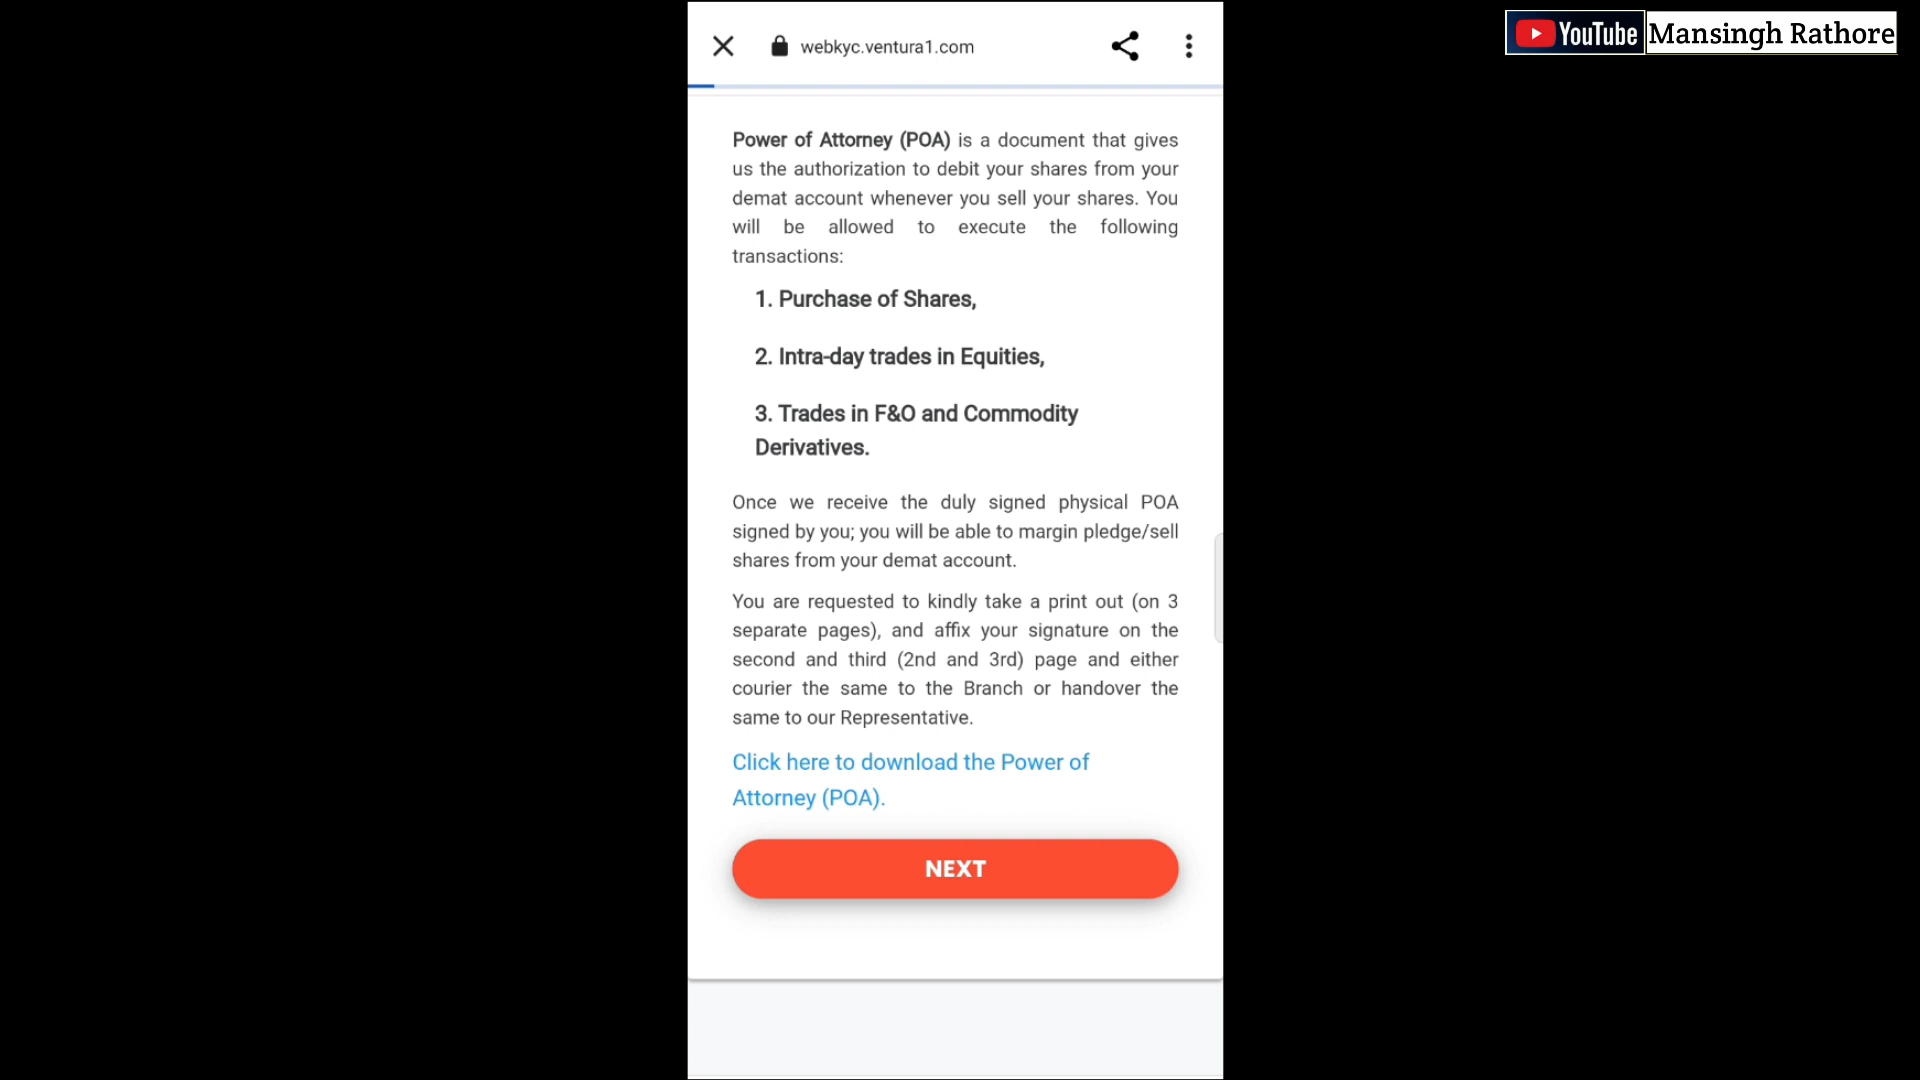 webkyc.ventura1.com
YouTube Mansingh Rathore
Power of Attorney (POA) is a document that gives
us the authorization to debit your shares from your
demat account whenever you sell your shares. You
will be allowed to execute the following
transactions:
1. Purchase of Shares,
2. Intra-day trades in Equities,
3. Trades in F&O and Commodity
Derivatives.
Once we receive the duly signed physical POA
signed by you; you will be able to margin pledge/sell
shares from your demat account.
You are requested to kindly take a print out (on 3
separate pages), and affix your signature on the
second and third (2nd and 3rd) page and either
courier the same to the Branch or handover the
same to our Representative.
Click here to download the Power of
Attorney (POA).
NEXT